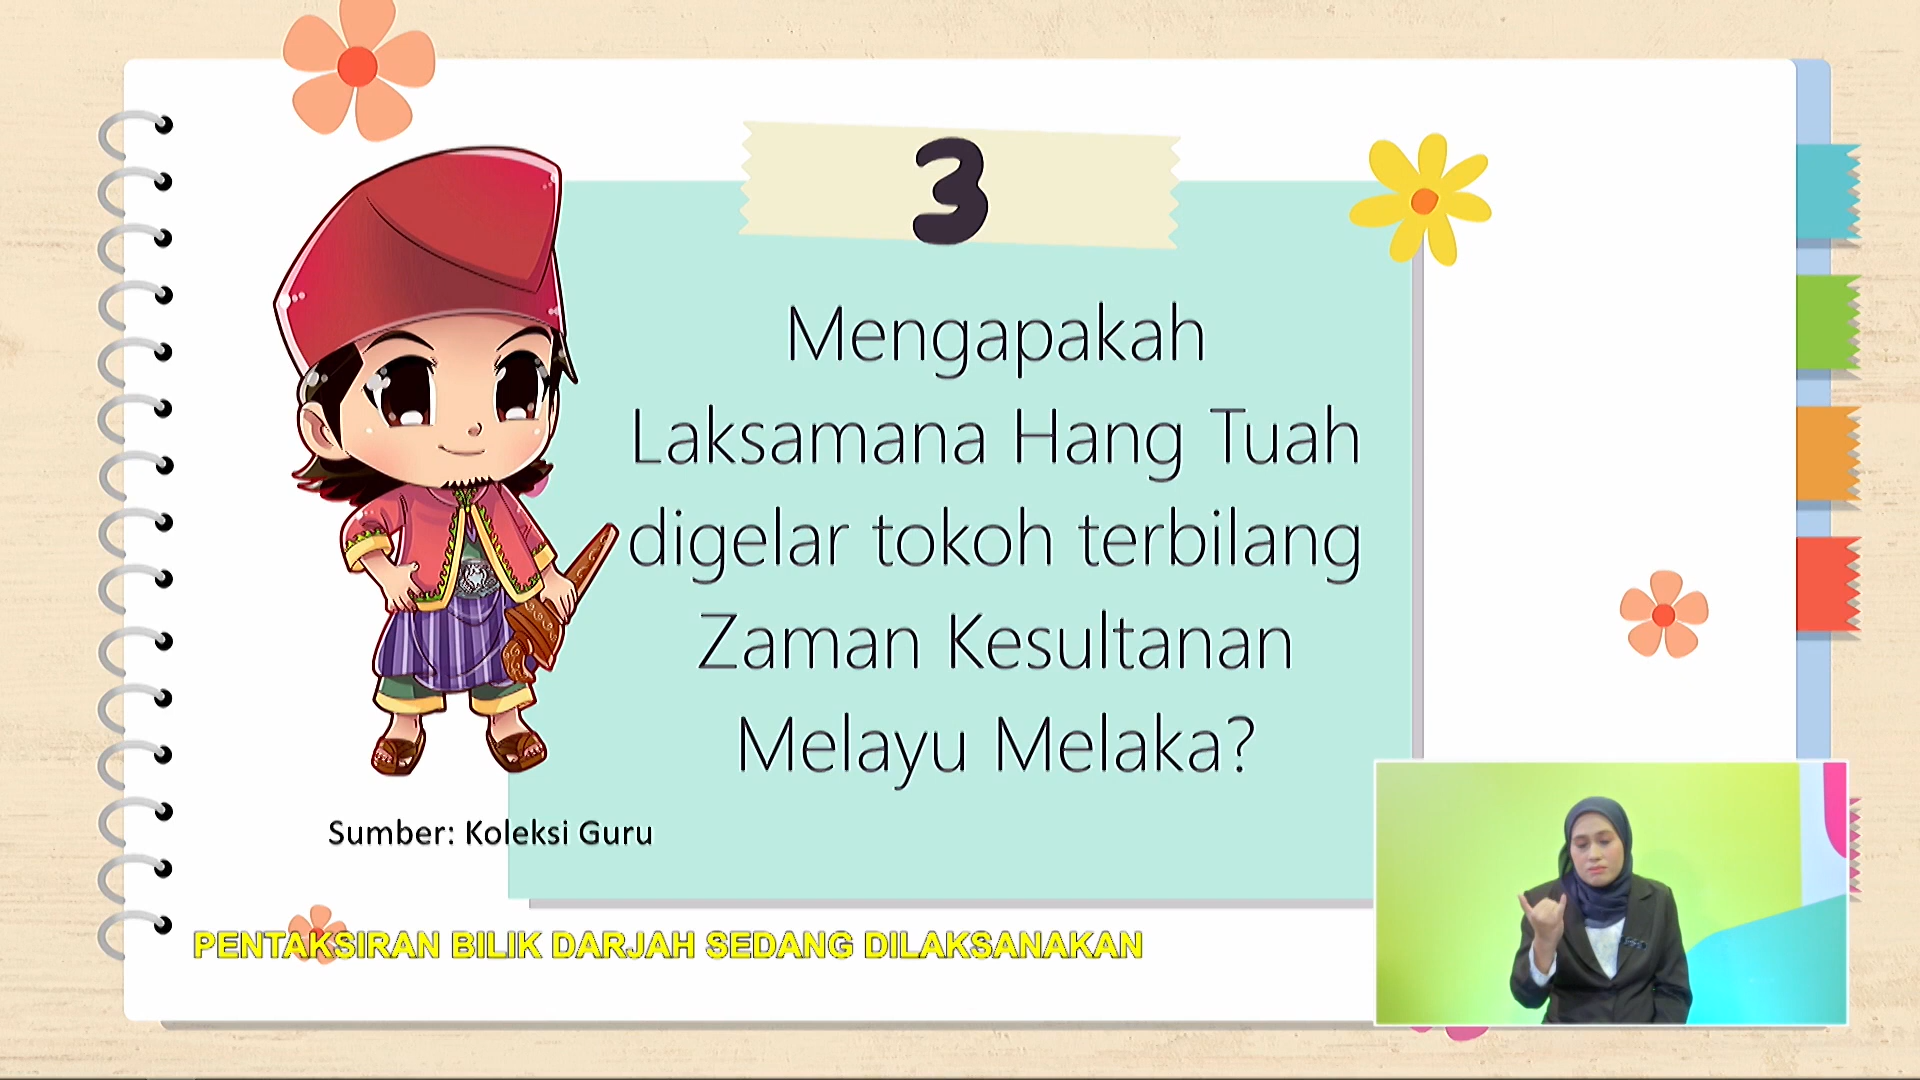 3
Mengapakah
Laksamana Hang Tuah
digelar tokoh terbilang
Zaman Kesultanan
Melayu Melaka?
Sumber: Koleksi Guru
PENTAKSIRAN BILIK DARJAH SEDANG DILAKSANAKAN